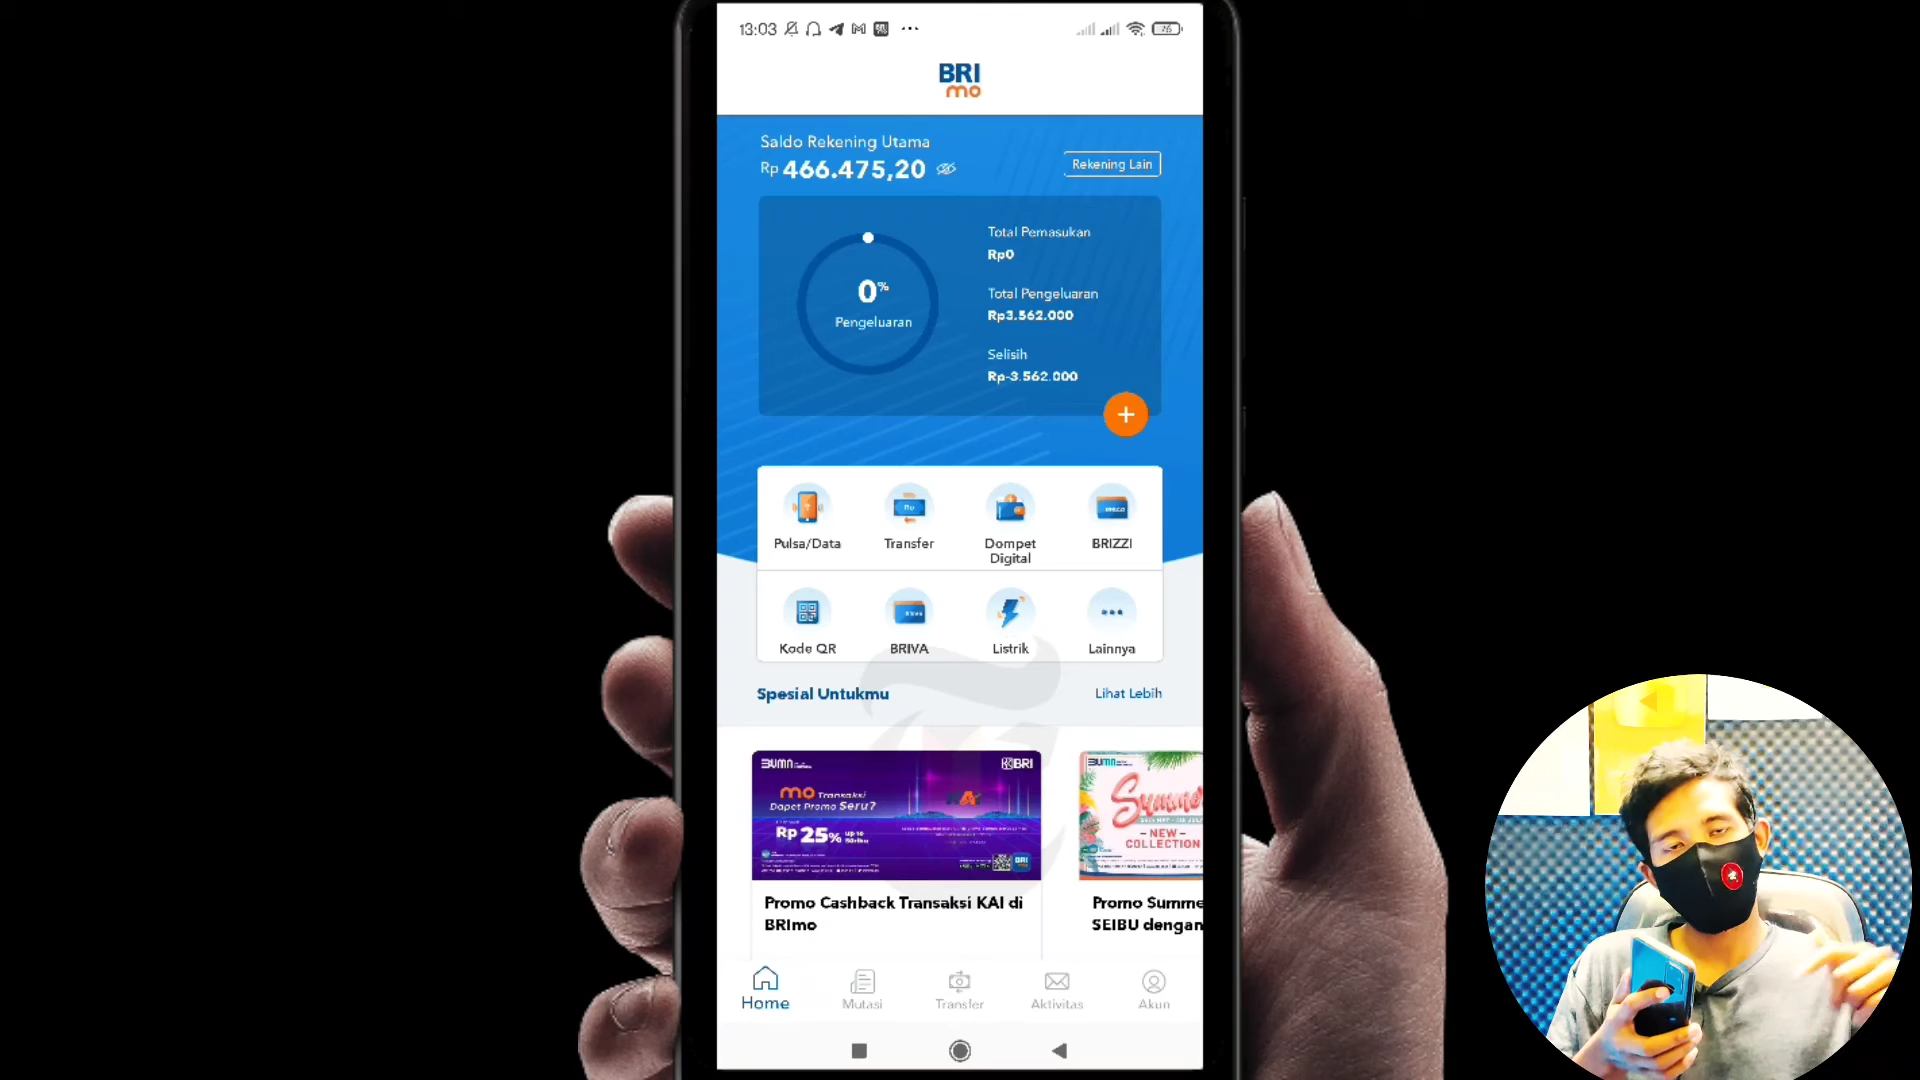 13:03
76
BRI
mo
Saldo Rekening Utama
Rp 466.475,20
Rekening Lain
0%
Pengeluaran
Total Pemasukan
Rp0
Total Pengeluaran
Rp3.562.000
Selisih
Rp-3.562.000
+
Pulsa/Data
Transfer
Dompet
Digital
BRIZZI
Kode QR
BRIVA
Listrik
Lainnya
Spesial Untukmu
Lihat Lebih
BUMN
BRI
mo Transaksi
Dapet Promo Seru?
Rp 25% up to
BRI
mo
Promo Cashback Transaksi KAI di
BRImo
BUMN
Summe
- NEW -
COLLECTION
Promo Summe
SEIBU dengan
Home
Mutasi
Transfer
Aktivitas
Akun